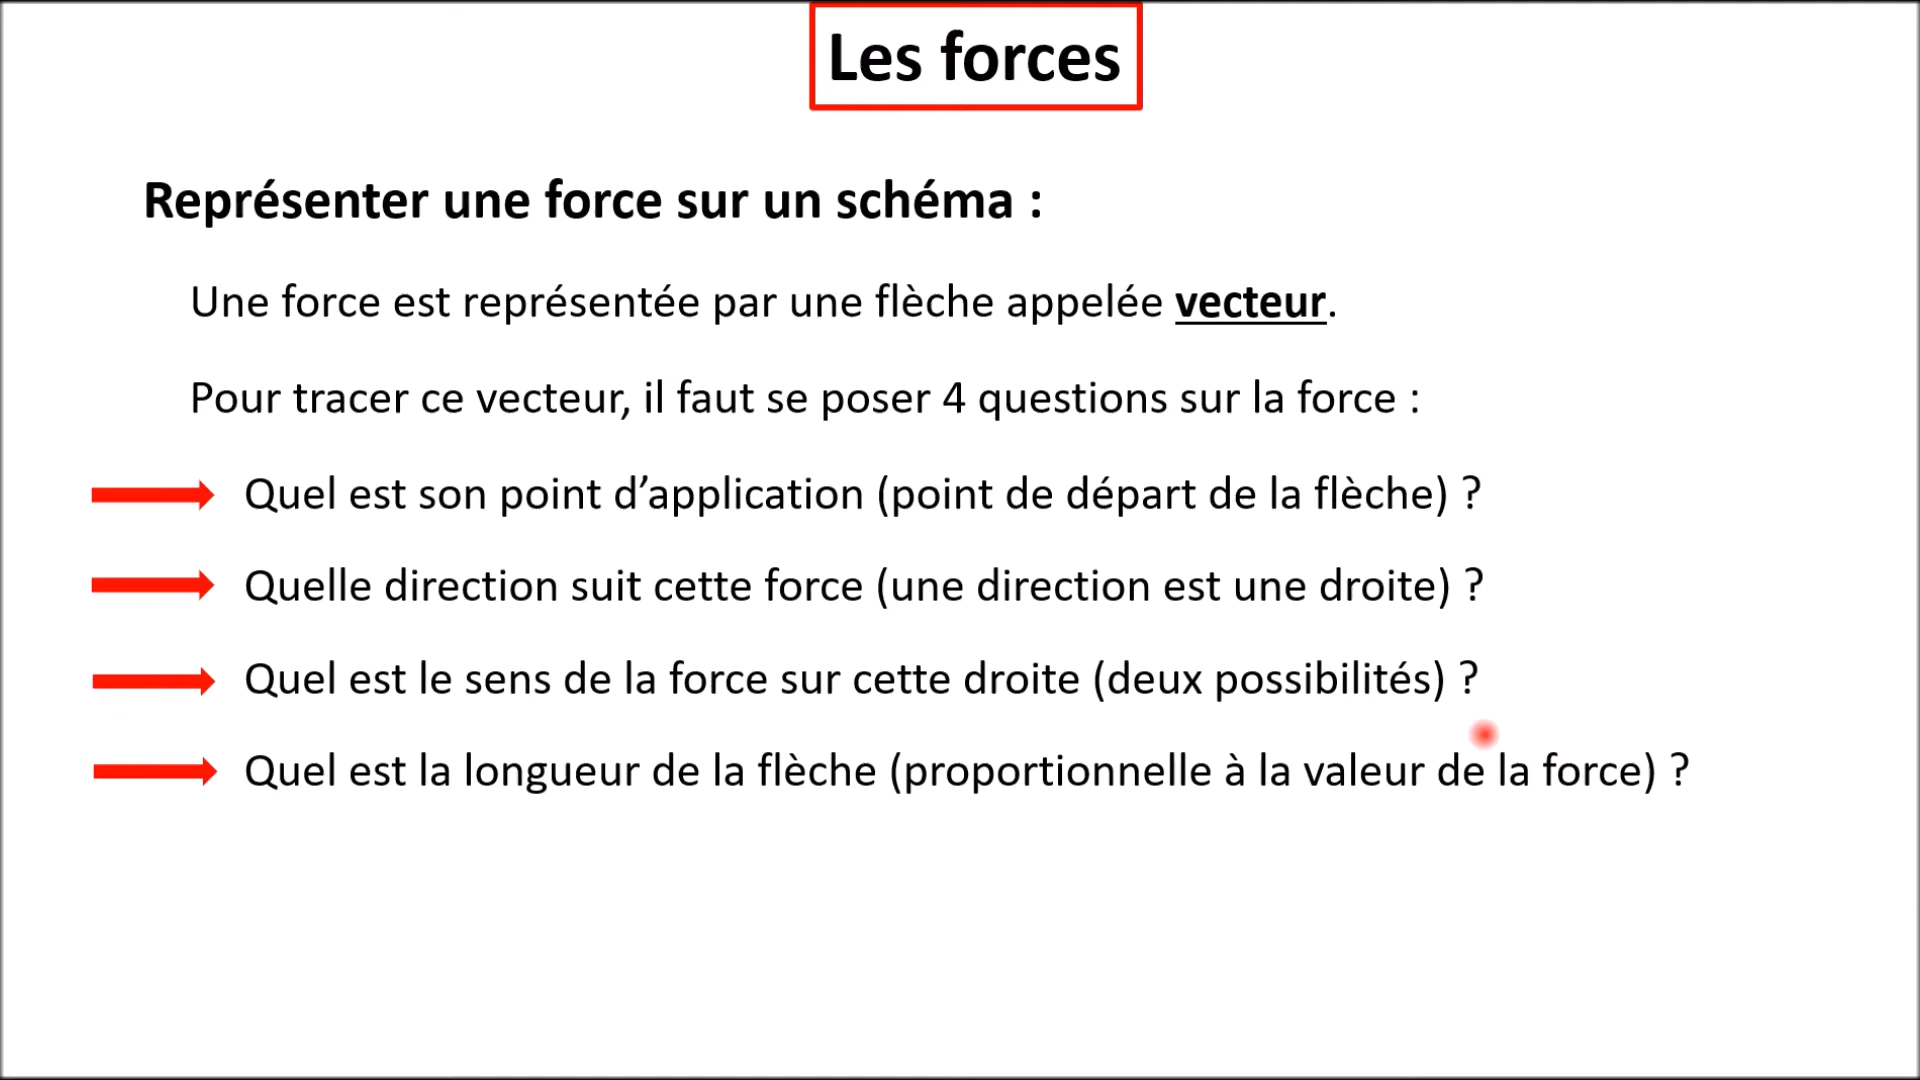 Les forces
Représenter une force sur un schéma :
Une force est représentée par une flèche appelée vecteur.
Pour tracer ce vecteur, il faut se poser 4 questions sur la force :
Quel est son point d’application (point de départ de la flèche) ?
Quelle direction suit cette force (une direction est une droite) ?
Quel est le sens de la force sur cette droite (deux possibilités) ?
Quel est la longueur de la flèche (proportionnelle à la valeur de la force) ?